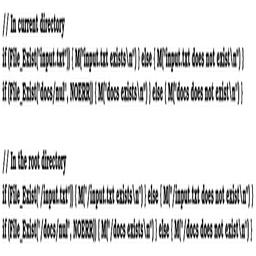 // In current directory
if (File_Exist("input.txt")) { M("input.txt exists\n") } else { M("input.txt does not exist\n") }
if (File_Exist("docs/nul", NOERR)) { M("docs exists\n") } else { M("docs does not exist\n") }
// In the root directory
if (File_Exist("/input.txt")) { M("/input.txt exists\n") } else { M("/input.txt does not exist\n") }
if (File_Exist("/docs/nul", NOERR)) { M("/docs exists\n") } else { M("/docs does not exist\n") }